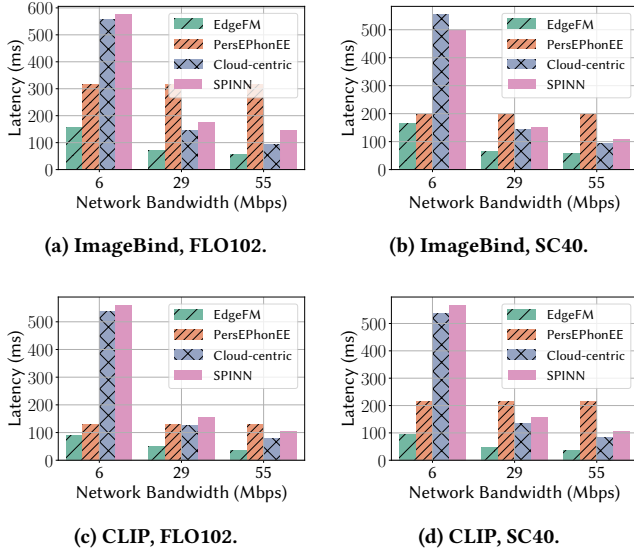 600
500
400
300
200
100
0
Latency (ms)
EdgeFM
PersEPhonEE
Cloud-centric
SPINN
6 29 55
Network Bandwidth (Mbps)
(a) ImageBind, FLO102.
500
400
300
200
100
0
Latency (ms)
EdgeFM
PersEPhonEE
Cloud-centric
SPINN
6 29 55
Network Bandwidth (Mbps)
(b) ImageBind, SC40.
500
400
300
200
100
0
Latency (ms)
EdgeFM
PersEPhonEE
Cloud-centric
SPINN
6 29 55
Network Bandwidth (Mbps)
(c) CLIP, FLO102.
500
400
300
200
100
0
Latency (ms)
EdgeFM
PersEPhonEE
Cloud-centric
SPINN
6 29 55
Network Bandwidth (Mbps)
(d) CLIP, SC40.